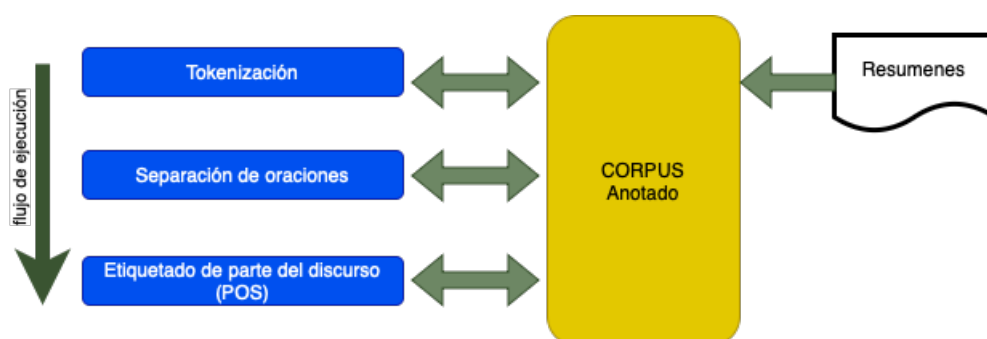 Tokenización
Resumenes
flujo de ejecución
Separación de oraciones
CORPUS
Anotado
Etiquetado de parte del discurso
(POS)